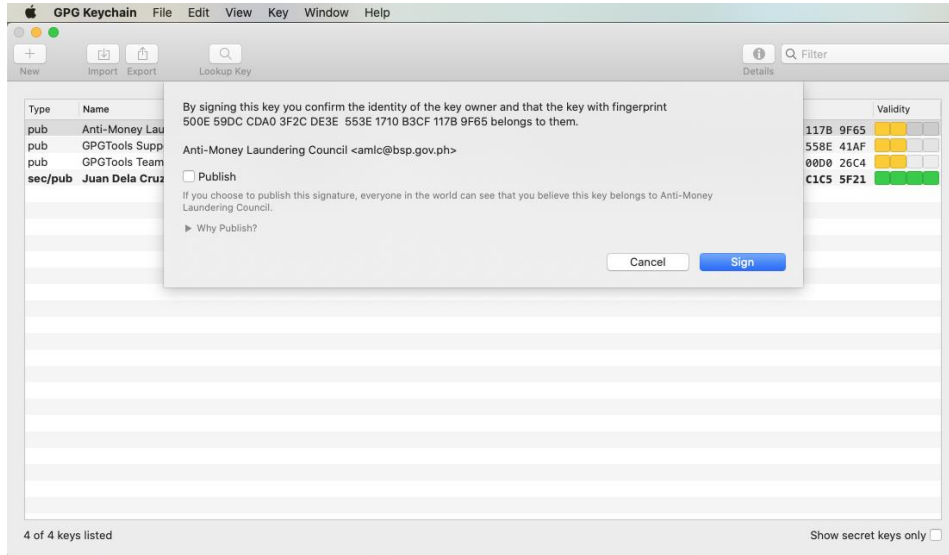 GPG Keychain File Edit View Key Window Help
New Import Export Lookup Key Details Filter
Type Name Validity
pub Anti-Money Lau 117B 9F65
pub GPGTools Supp 558E 41AF
pub GPGTools Team 00D0 26C4
sec/pub Juan Dela Cruz C1C5 5F21
By signing this key you confirm the identity of the key owner and that the key with fingerprint
500E 59DC CDA0 3F2C DE3E 553E 1710 B3CF 117B 9F65 belongs to them.
Anti-Money Laundering Council <amlc@bsp.gov.ph>
Publish
If you choose to publish this signature, everyone in the world can see that you believe this key belongs to Anti-Money
Laundering Council.
Why Publish?
Cancel Sign
4 of 4 keys listed Show secret keys only